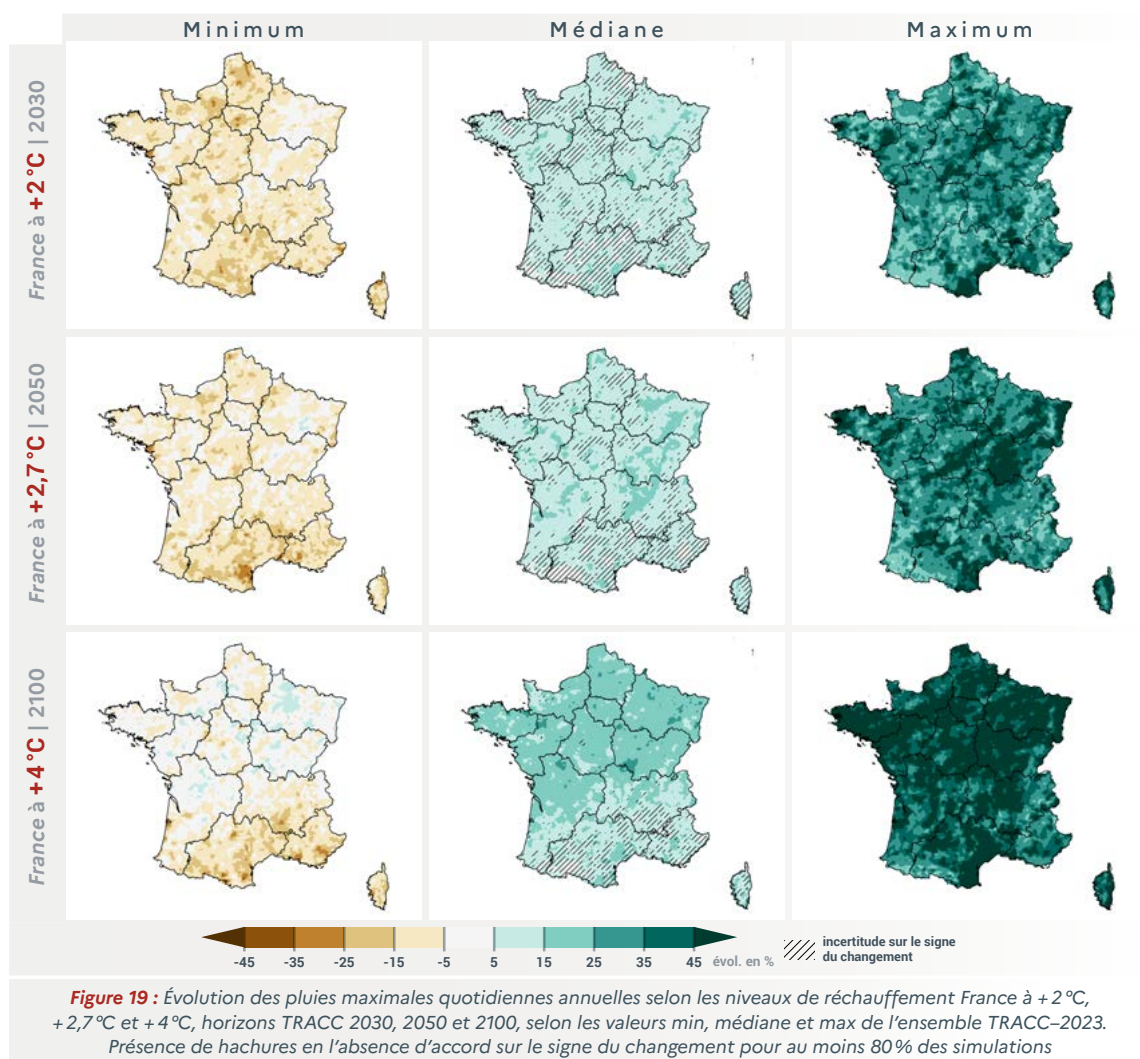 Minimum Médiane Maximum
France à +2 °C | 2030
France à +2,7 °C | 2050
France à +4 °C | 2100
-45 -35 -25 -15 -5 5 15 25 35 45 évol. en %
incertitude sur le signe
du changement
Figure 19 : Évolution des pluies maximales quotidiennes annuelles selon les niveaux de réchauffement France à + 2 °C,
+ 2,7 °C et + 4 °C, horizons TRACC 2030, 2050 et 2100, selon les valeurs min, médiane et max de l'ensemble TRACC–2023.
Présence de hachures en l'absence d'accord sur le signe du changement pour au moins 80 % des simulations